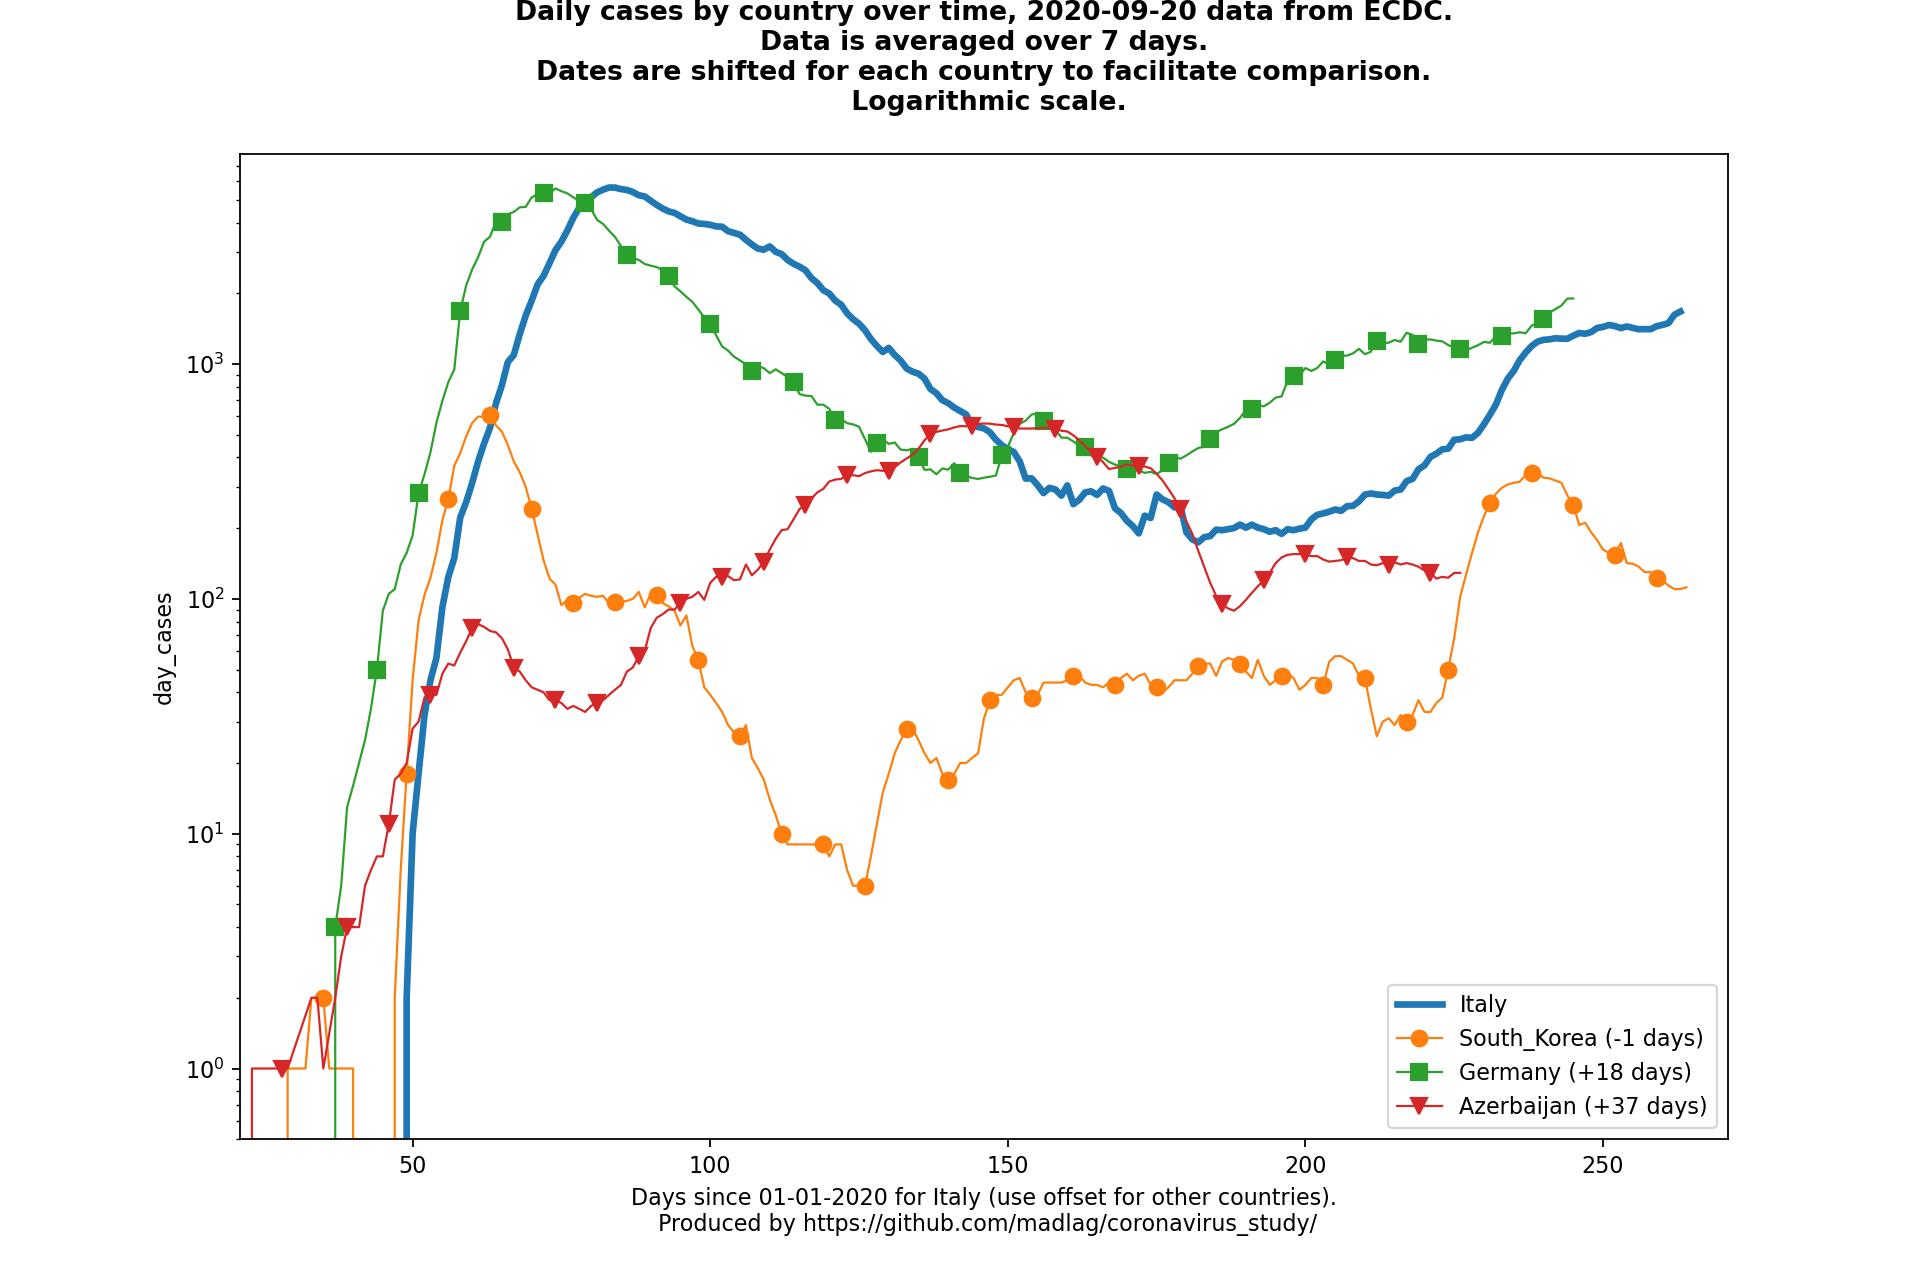 Daily cases by country over time, 2020-09-20 data from ECDC.
Data is averaged over 7 days.
Dates are shifted for each country to facilitate comparison.
Logarithmic scale.
day_cases
10³
10²
10¹
10⁰
Italy
South_Korea (-1 days)
Germany (+18 days)
Azerbaijan (+37 days)
50 100 150 200 250
Days since 01-01-2020 for Italy (use offset for other countries).
Produced by https://github.com/madlag/coronavirus_study/